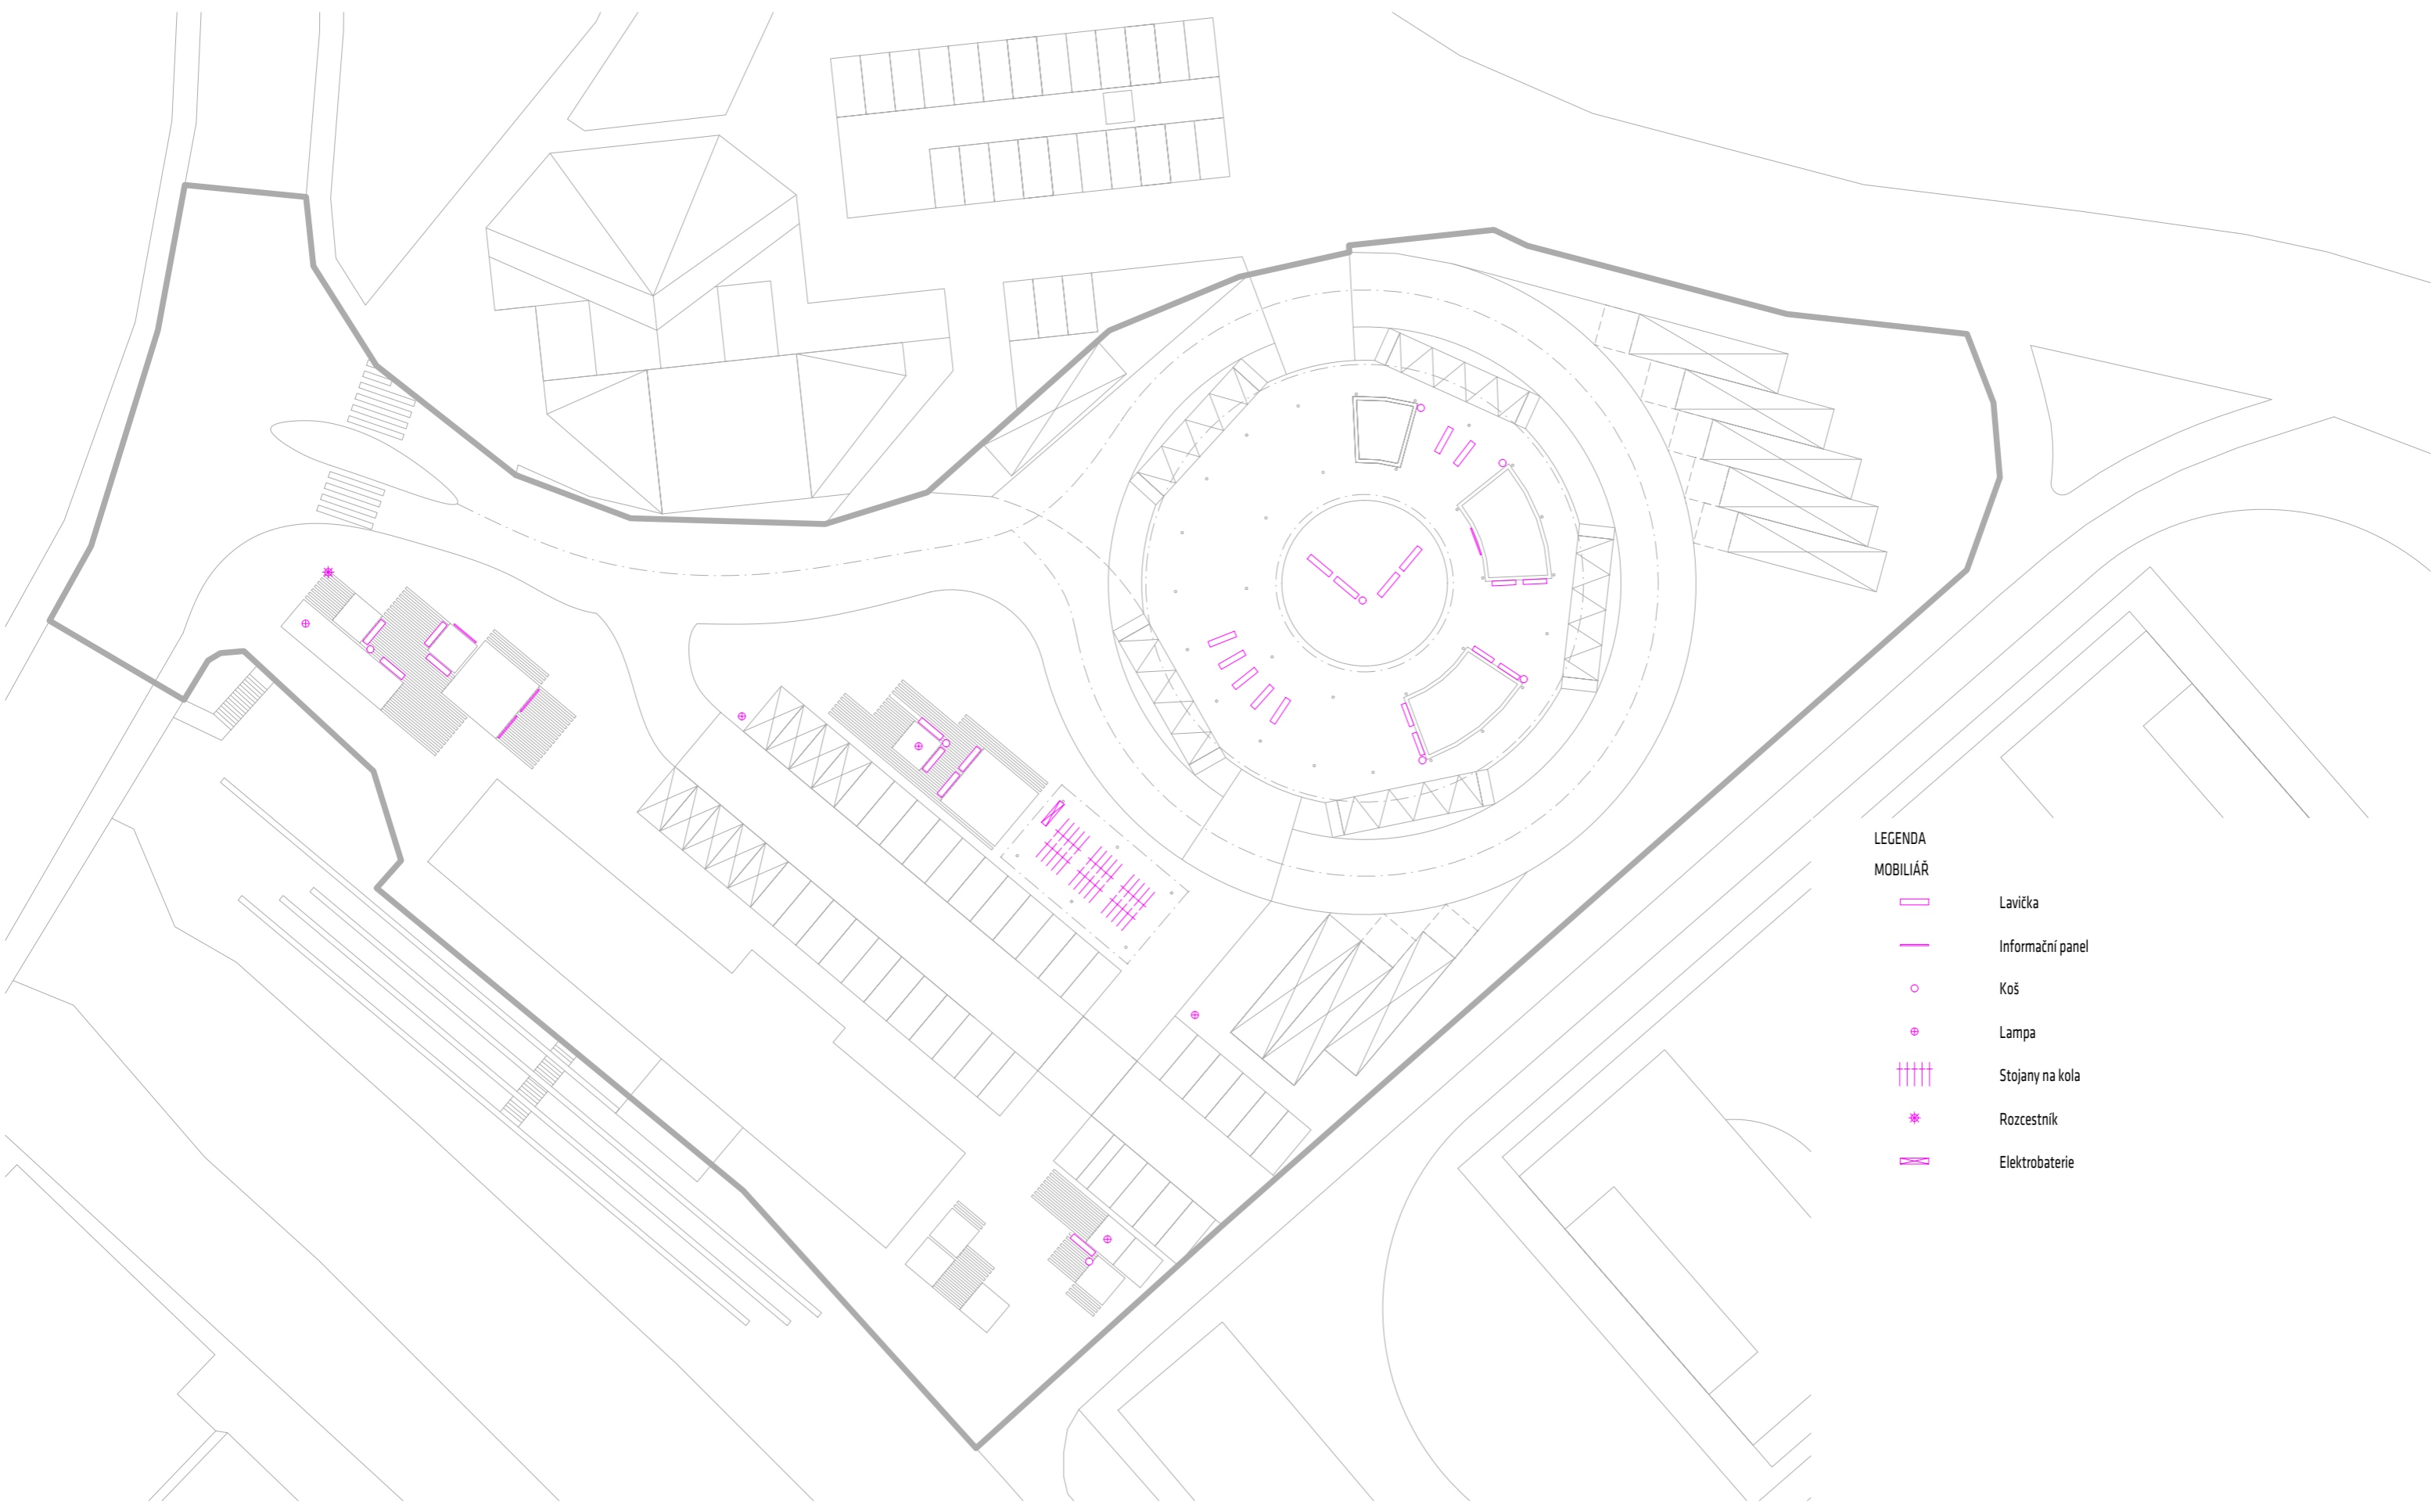 LEGENDA
MOBILIÁŘ
Lavička
Informační panel
Koš
Lampa
Stojany na kola
Rozcestník
Elektrobaterie